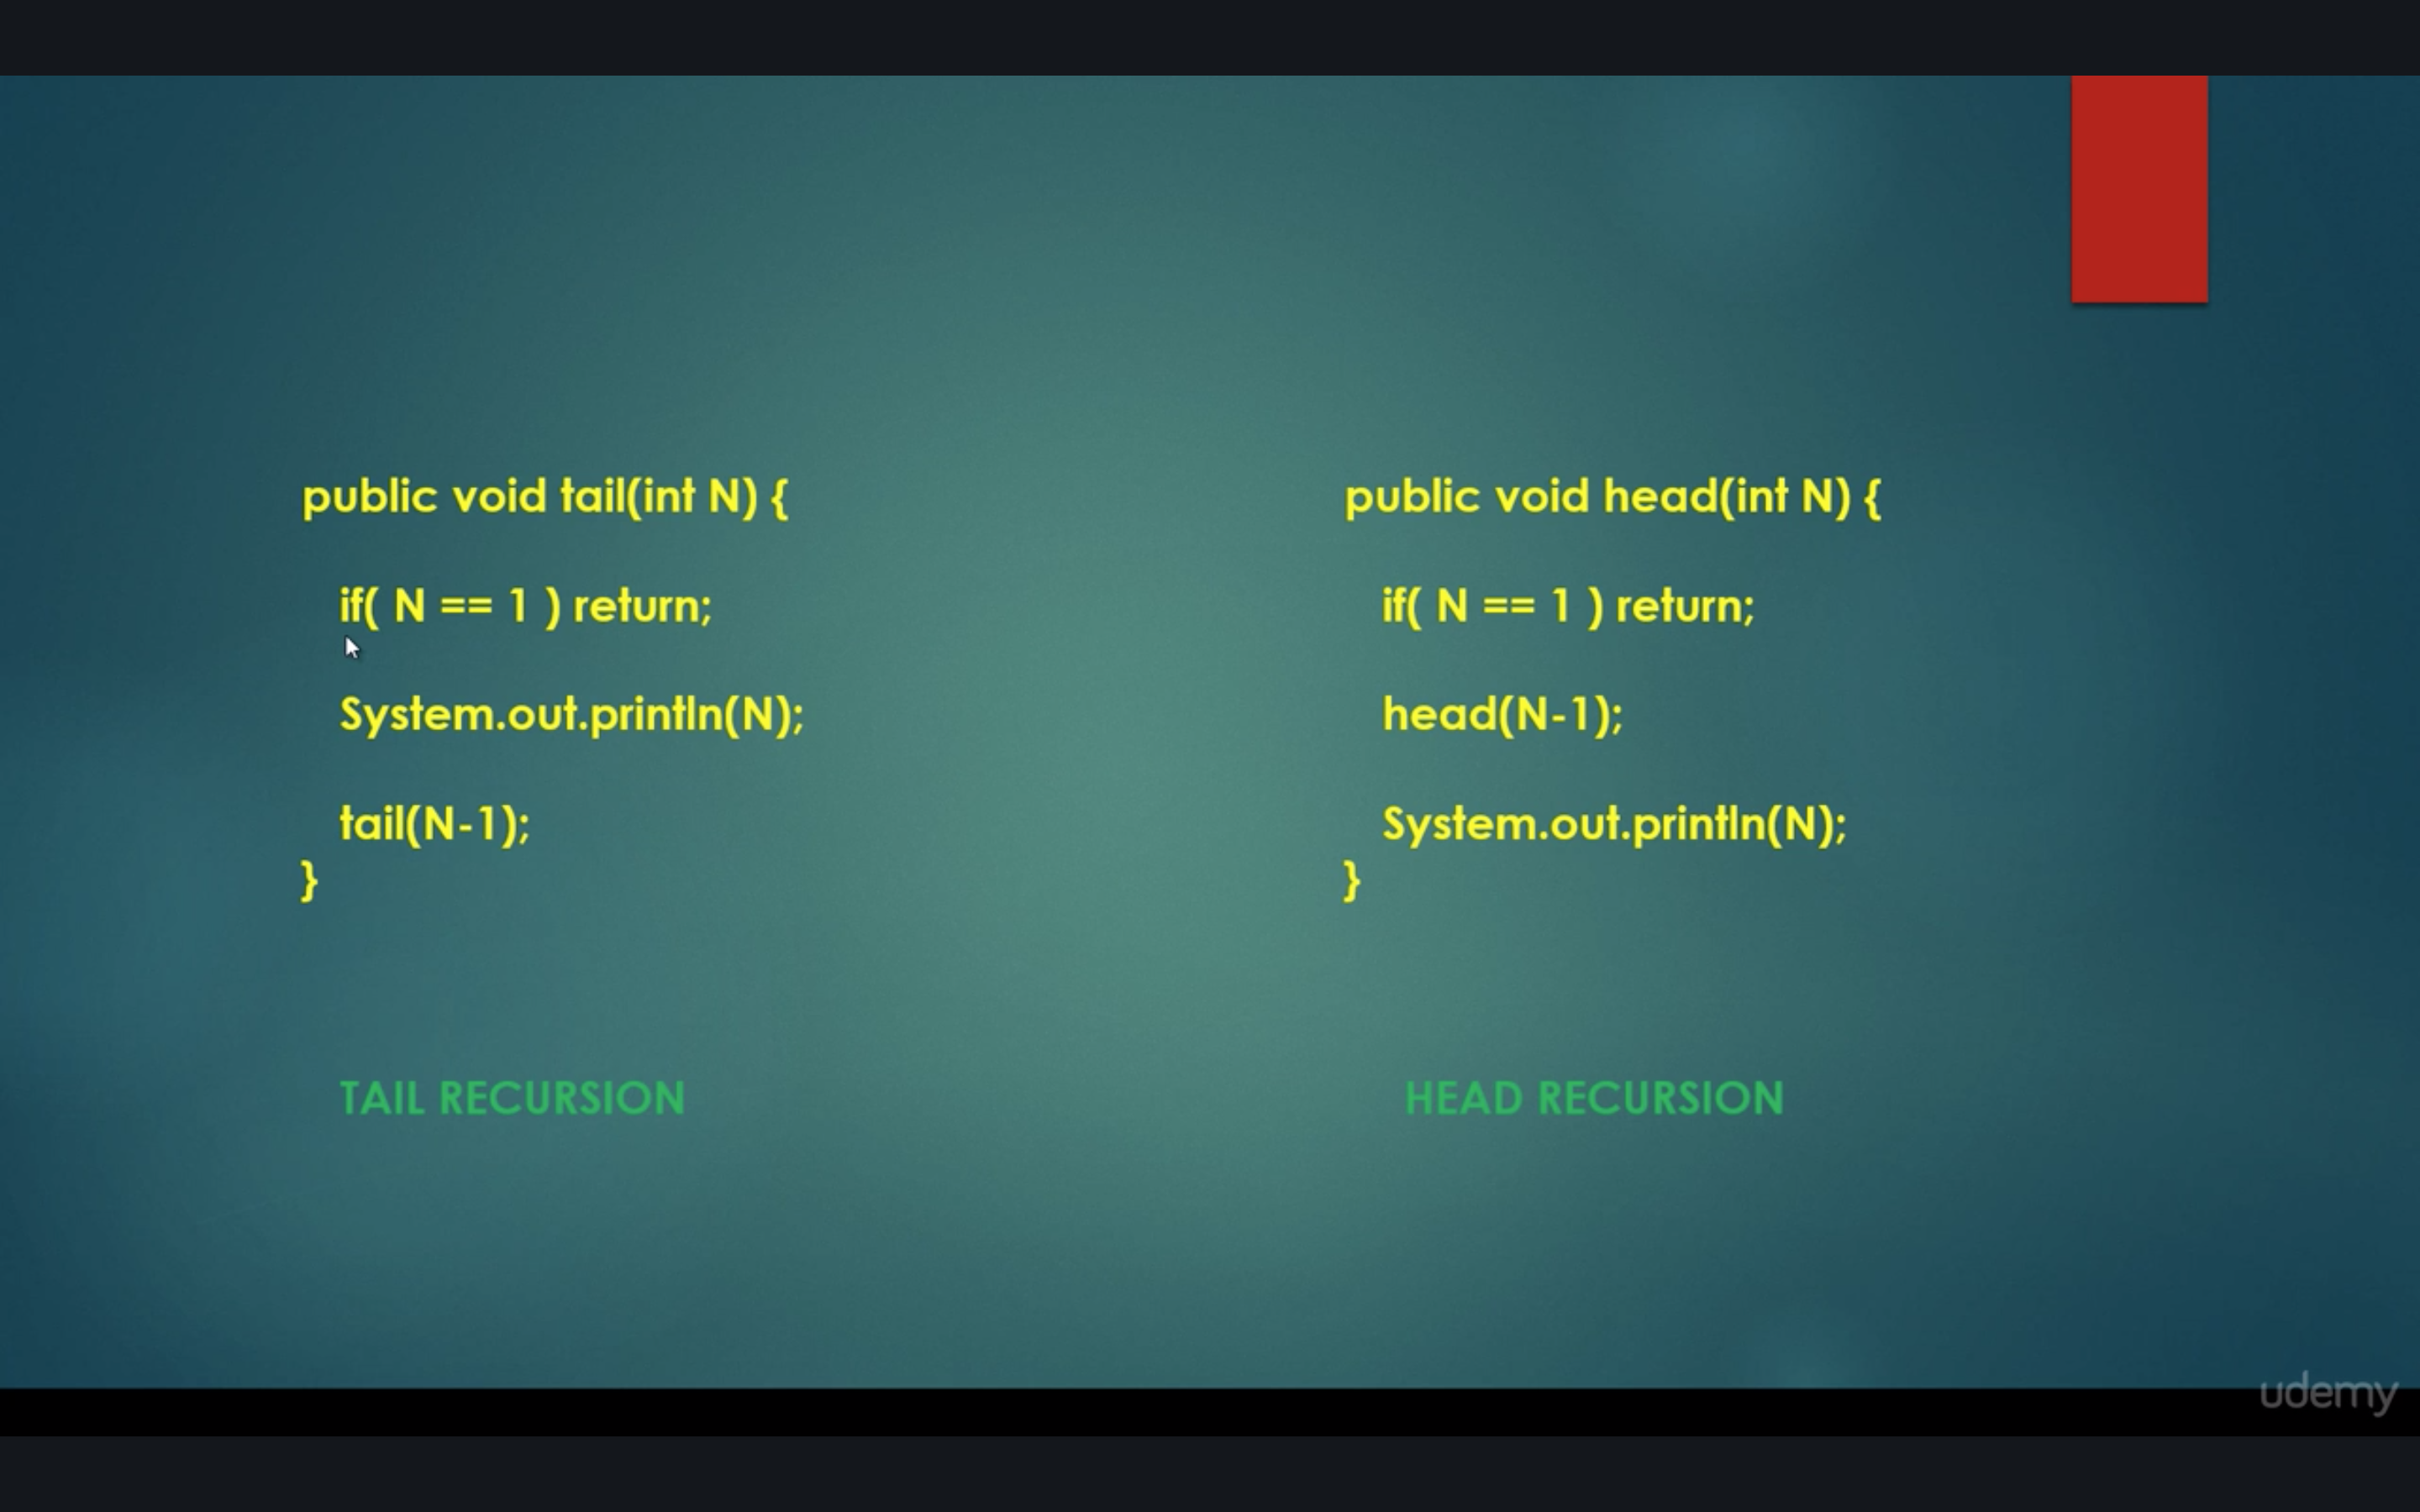 public void tail(int N) {
if( N == 1 ) return;
System.out.println(N);
tail(N-1);
}
TAIL RECURSION
public void head(int N) {
if( N == 1 ) return;
head(N-1);
System.out.println(N);
}
HEAD RECURSION
udemy